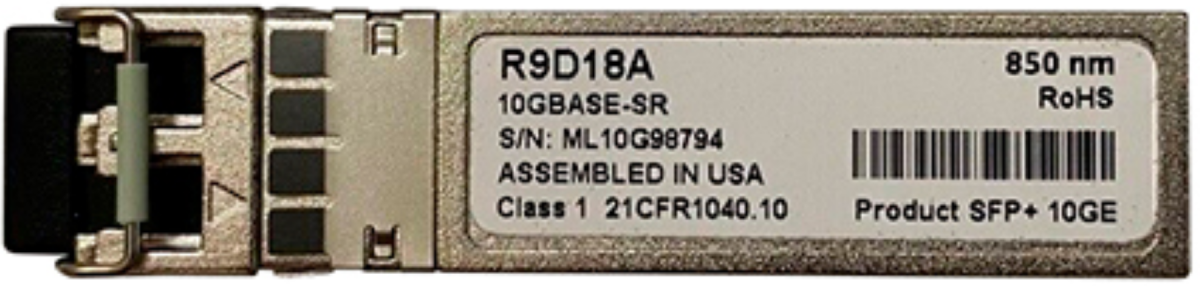 R9D18A
850 nm
10GBASE-SR
RoHS
S/N: ML10G98794
ASSEMBLED IN USA
Class 1 21CFR1040.10
Product SFP+ 10GE